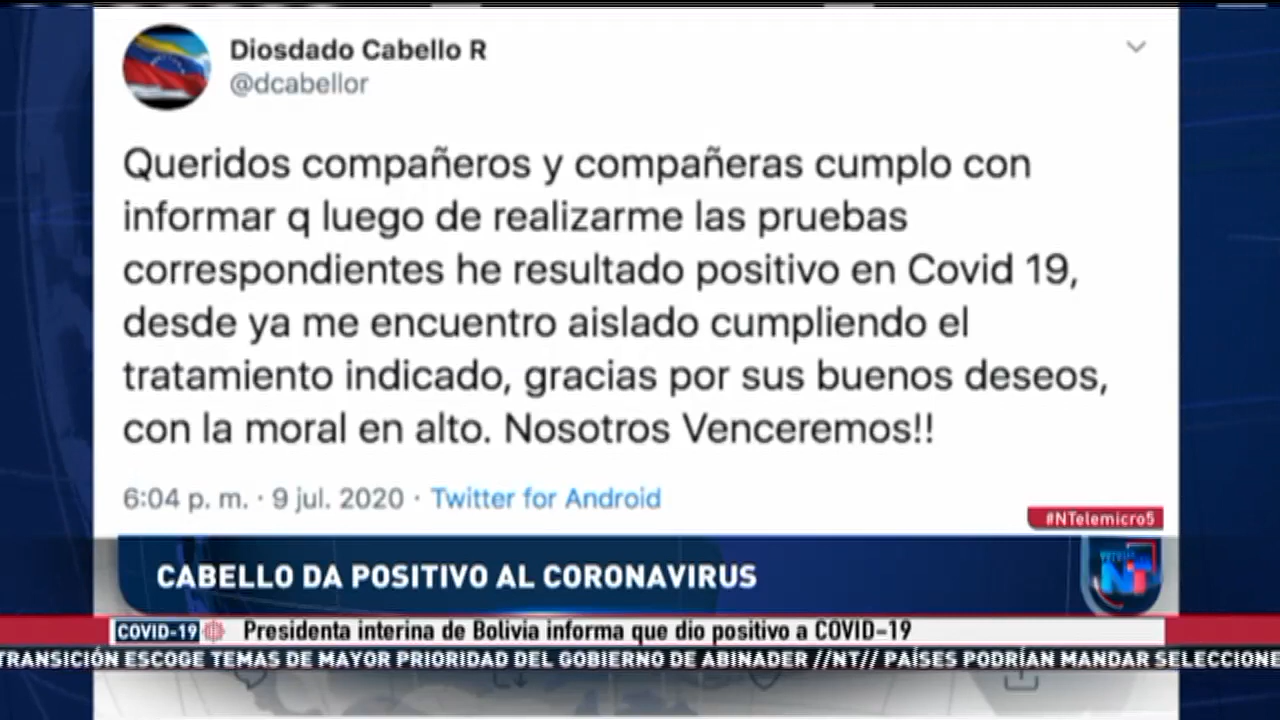 Diosdado Cabello R
@dcabellor
Queridos compañeros y compañeras cumplo con
informar q luego de realizarme las pruebas
correspondientes he resultado positivo en Covid 19,
desde ya me encuentro aislado cumpliendo el
tratamiento indicado, gracias por sus buenos deseos,
con la moral en alto. Nosotros Venceremos!!
6:04 p. m. · 9 jul. 2020 · Twitter for Android
#NTelemicro5
CABELLO DA POSITIVO AL CORONAVIRUS
NT
COVID-19 Presidenta interina de Bolivia informa que dio positivo a COVID-19
TRANSICIÓN ESCOGE TEMAS DE MAYOR PRIORIDAD DEL GOBIERNO DE ABINADER //NT// PAÍSES PODRÍAN MANDAR SELECCIONE